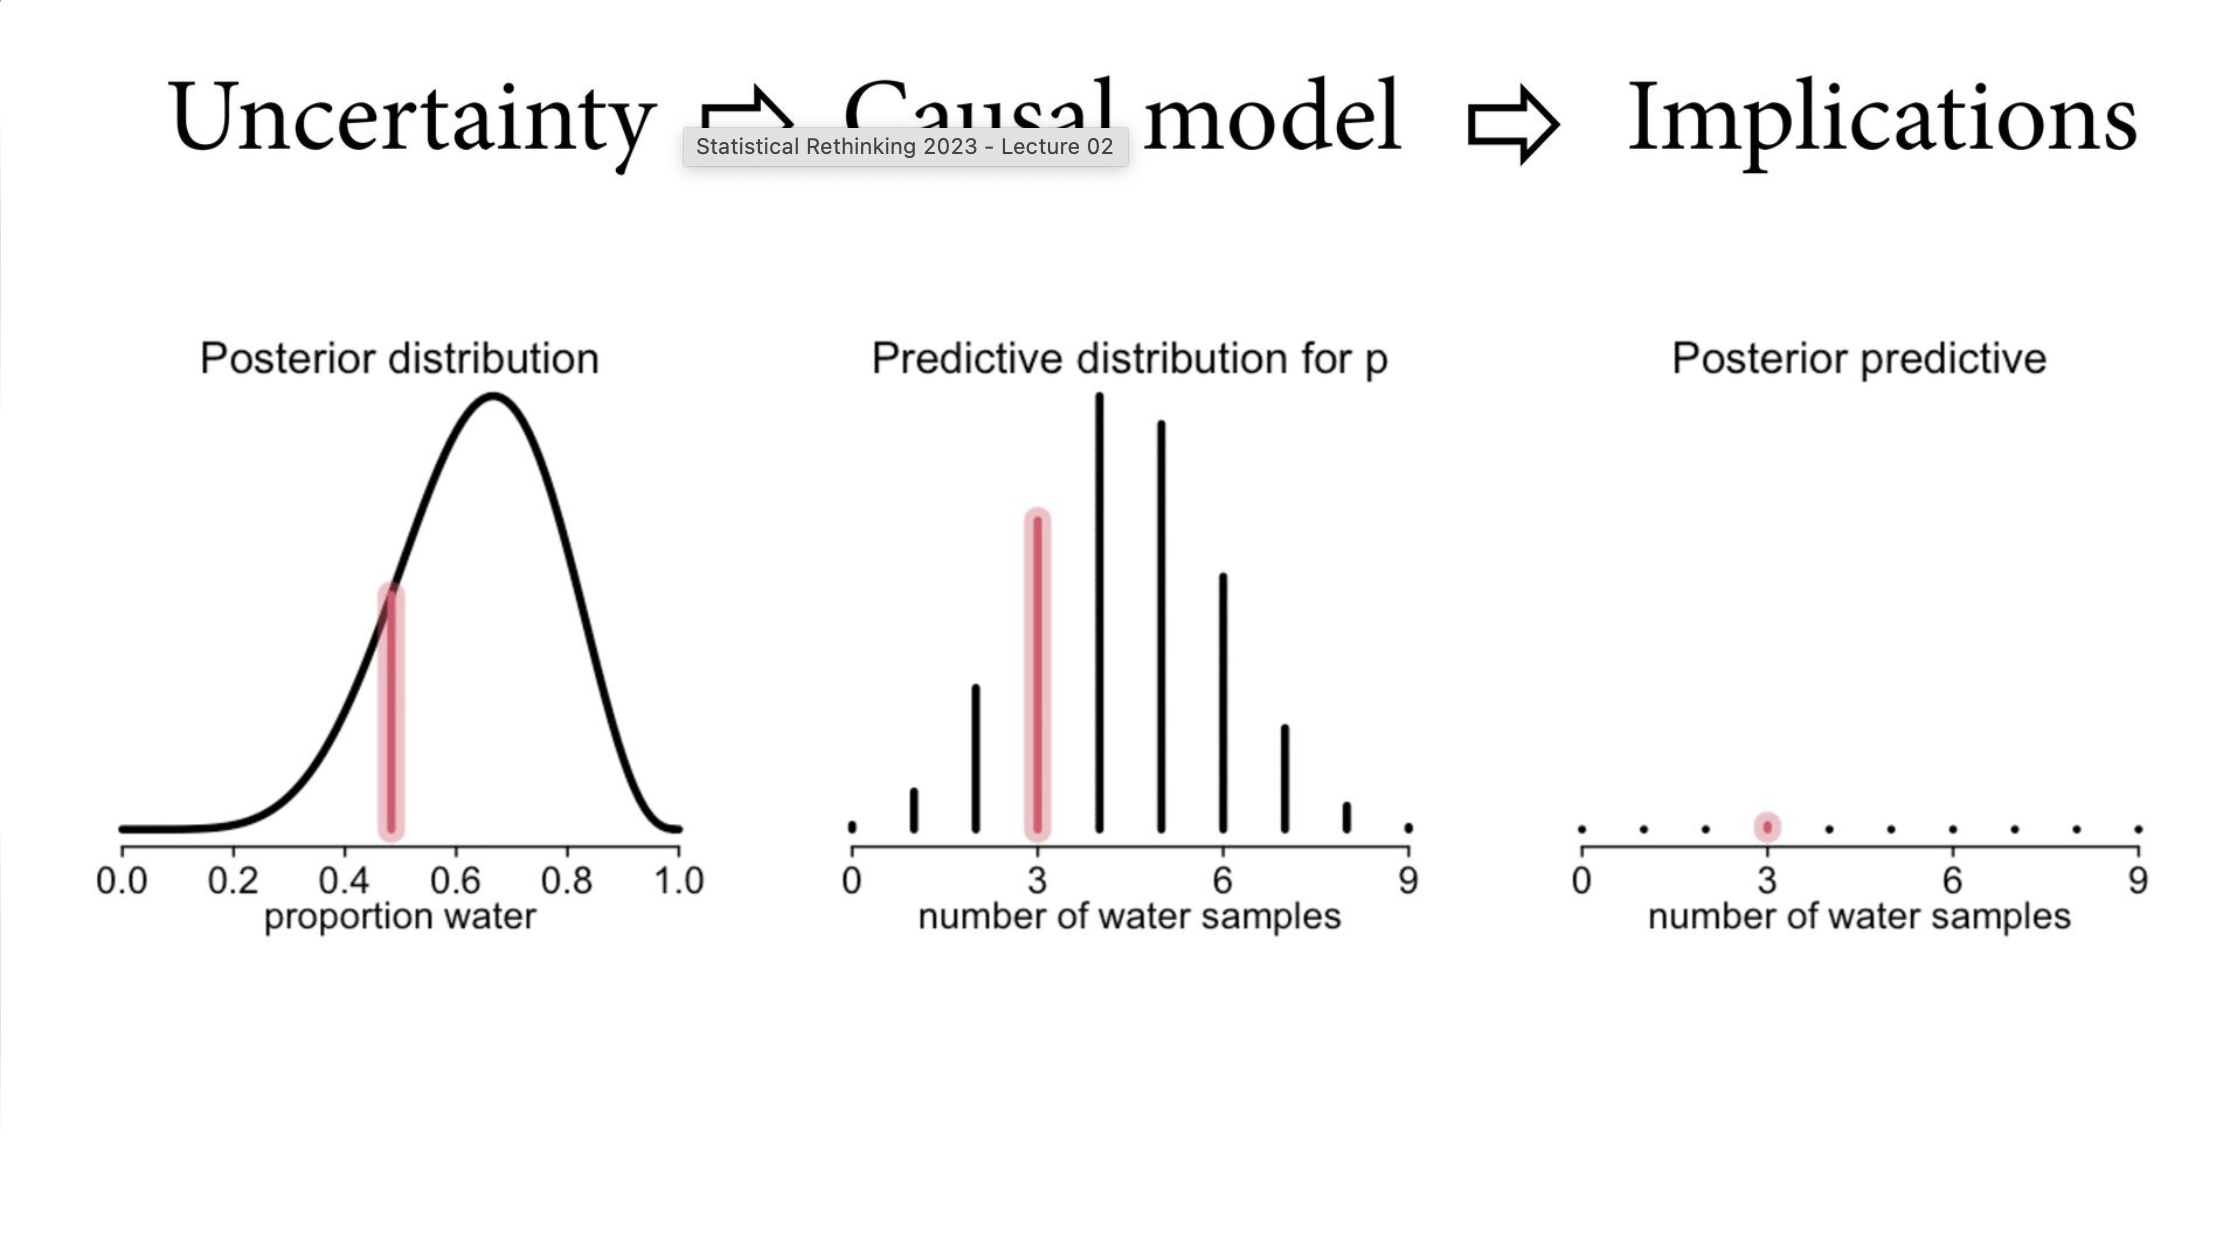 Uncertainty ⇨ Causal model ⇨ Implications
Statistical Rethinking 2023 - Lecture 02
Posterior distribution
0.0 0.2 0.4 0.6 0.8 1.0
proportion water
Predictive distribution for p
0 3 6 9
number of water samples
Posterior predictive
0 3 6 9
number of water samples